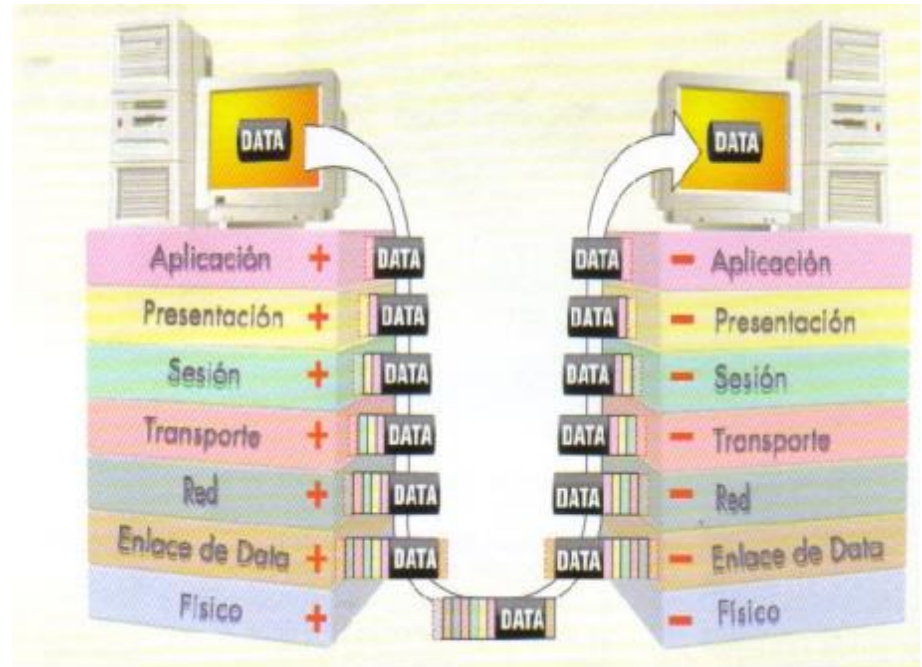 DATA DATA
Aplicación + DATA DATA - Aplicación
Presentación + DATA DATA - Presentación
Sesión + DATA DATA - Sesión
Transporte + DATA DATA - Transporte
Red + DATA DATA - Red
Enlace de Data + DATA DATA - Enlace de Data
Físico + DATA - Físico